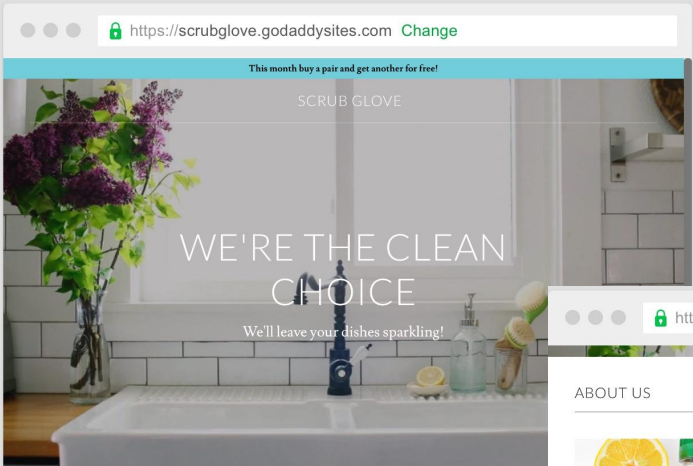 https://scrubglove.godaddysites.com Change
This month buy a pair and get another for free!
SCRUB GLOVE
WE'RE THE CLEAN
CHOICE
We'll leave your dishes sparkling!
htt
ABOUT US